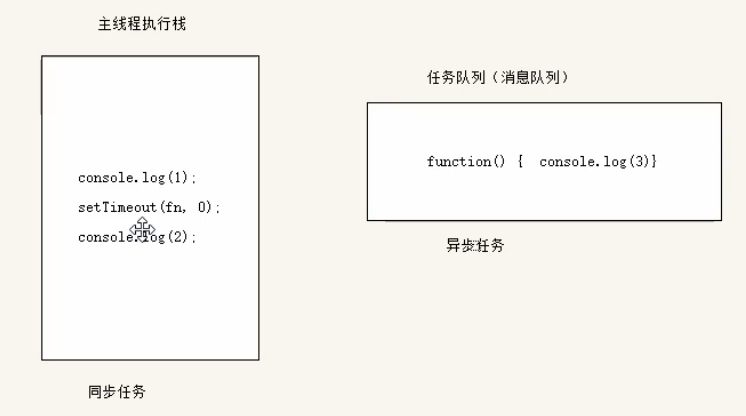 主线程执行栈
任务队列（消息队列）
console.log(1);
setTimeout(fn, 0);
console.log(2);
function() { console.log(3)}
异步任务
同步任务